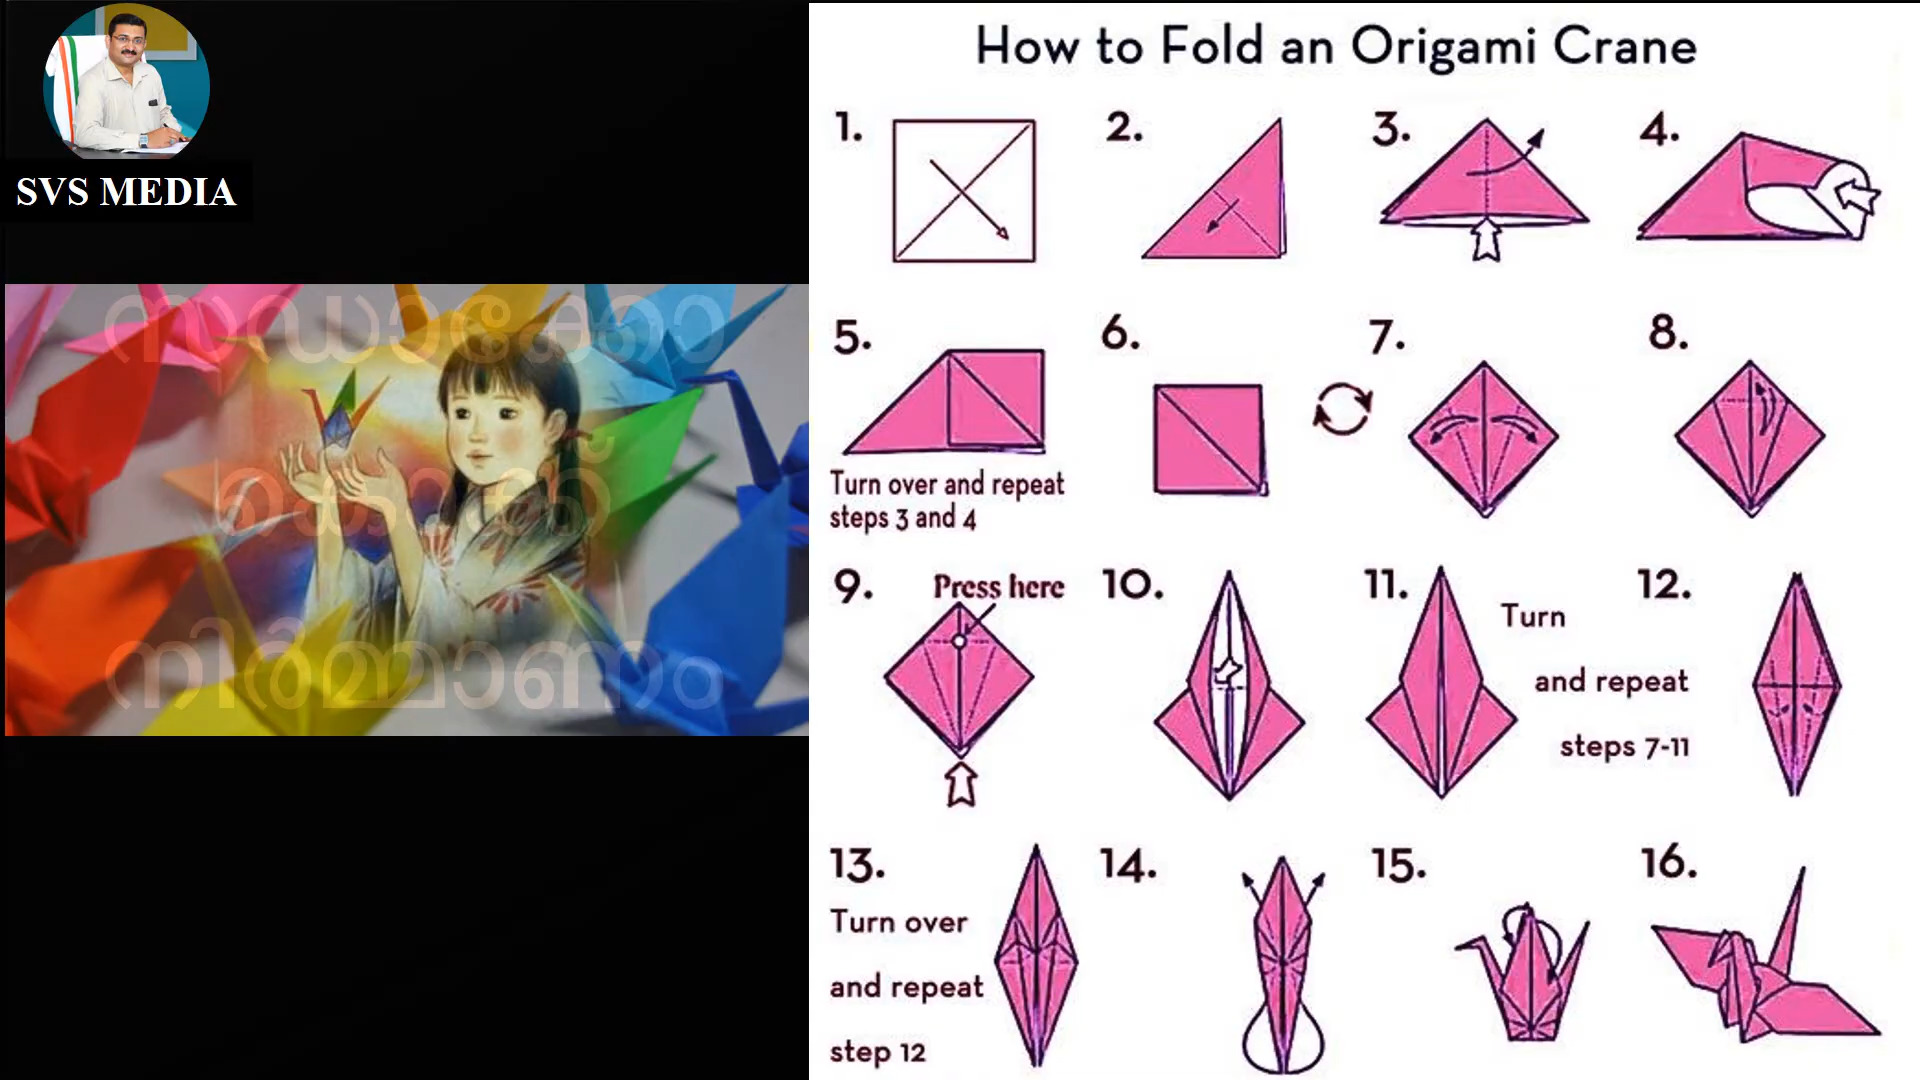 SVS MEDIA
സഡാക്കോ
കൊക്ക്
നിർമ്മാണം
How to Fold an Origami Crane
1.
2.
3.
4.
5.
6.
7.
8.
Turn over and repeat
steps 3 and 4
9.
Press here
10.
11.
Turn
and repeat
steps 7-11
12.
13.
Turn over
and repeat
step 12
14.
15.
16.